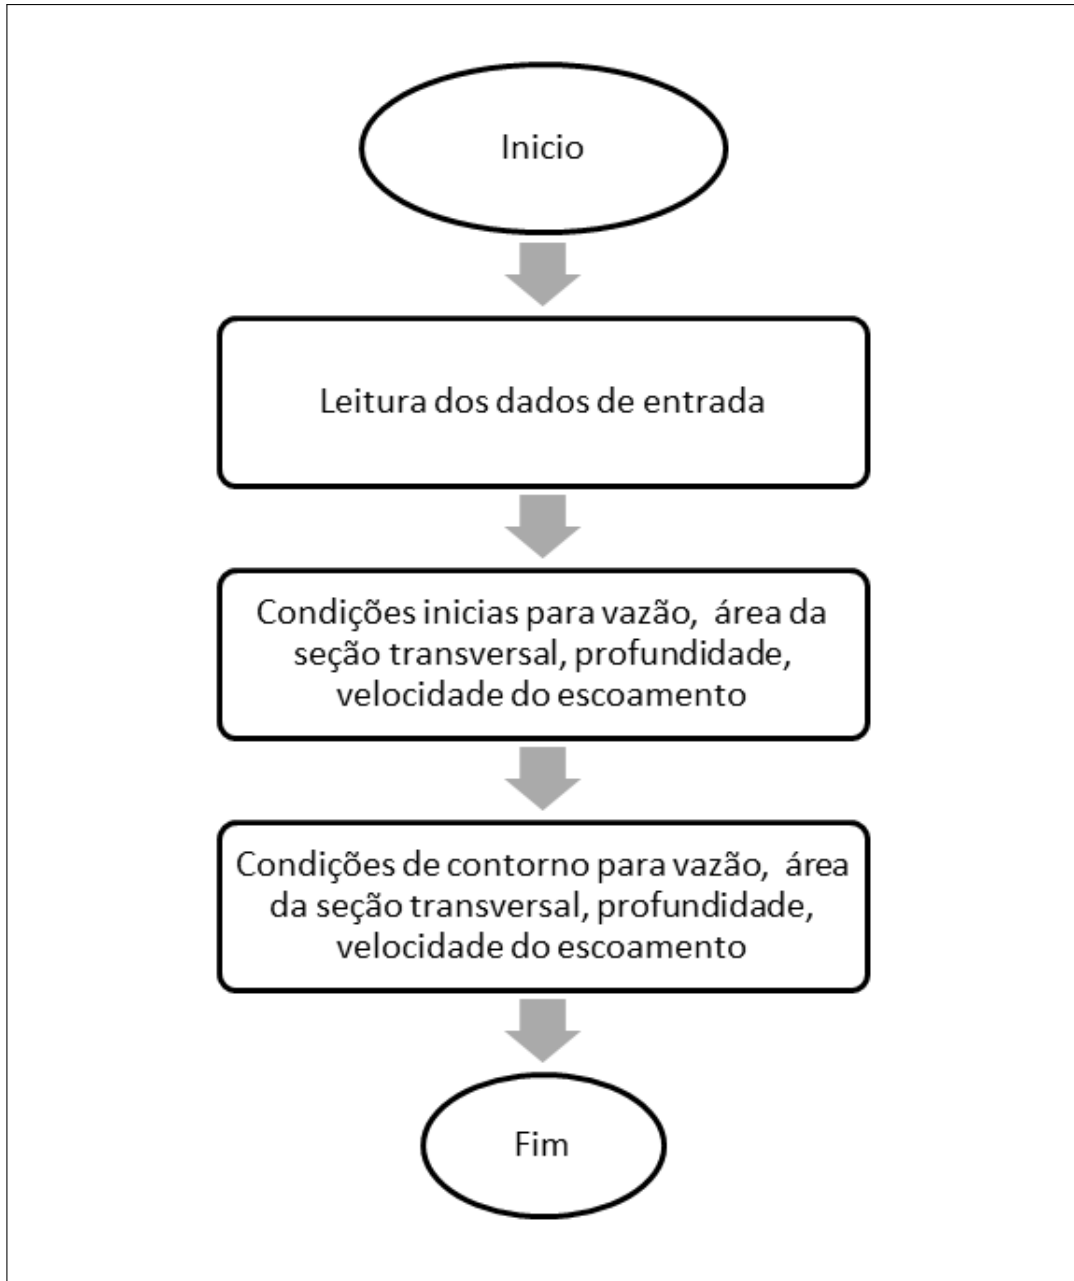 Inicio
Leitura dos dados de entrada
Condições inicias para vazão,  área da
seção transversal, profundidade,
velocidade do escoamento
Condições de contorno para vazão,  área
da seção transversal, profundidade,
velocidade do escoamento
Fim